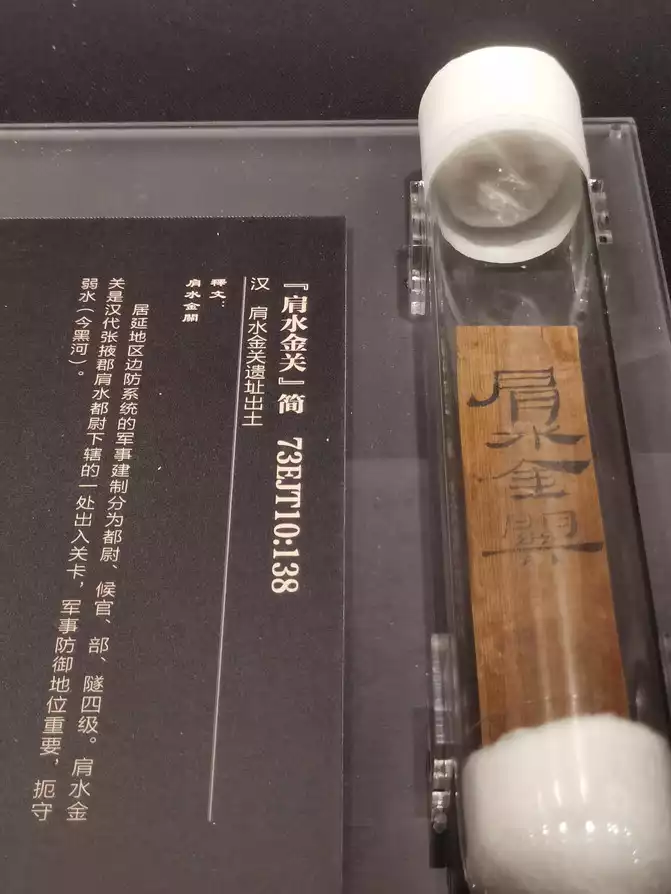 『肩水金关』简 73EJT10:138
汉 肩水金关遗址出土
释文：
肩水金關
居延地区边防系统的军事建制分为都尉、候官、部、隧四级。肩水金
关是汉代张掖郡肩水都尉下辖的一处出入关卡，军事防御地位重要，扼守
弱水（今黑河）。
肩水金關